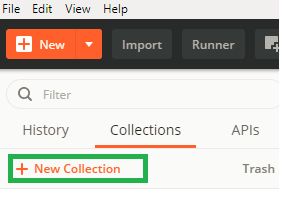 File Edit View Help
New Import Runner
Filter
History Collections APIs
+ New Collection Trash